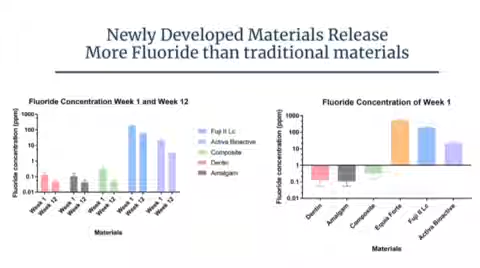 Newly Developed Materials Release
More Fluoride than traditional materials
Fluoride Concentration Week 1 and Week 12
Fluoride concentration (ppm)
1000
100
10
1
0.1
0.01
Week 1
Week 12
Week 1
Week 12
Week 1
Week 12
Week 1
Week 12
Week 1
Week 12
Materials
Fuji II Lc
Activa Bioactive
Composite
Dentin
Amalgam
Fluoride Concentration of Week 1
Fluoride concentration (ppm)
1000
100
10
1
0.1
0.01
Dentin
Amalgam
Composite
Equia Forte
Fuji II Lc
Activa Bioactive
Materials